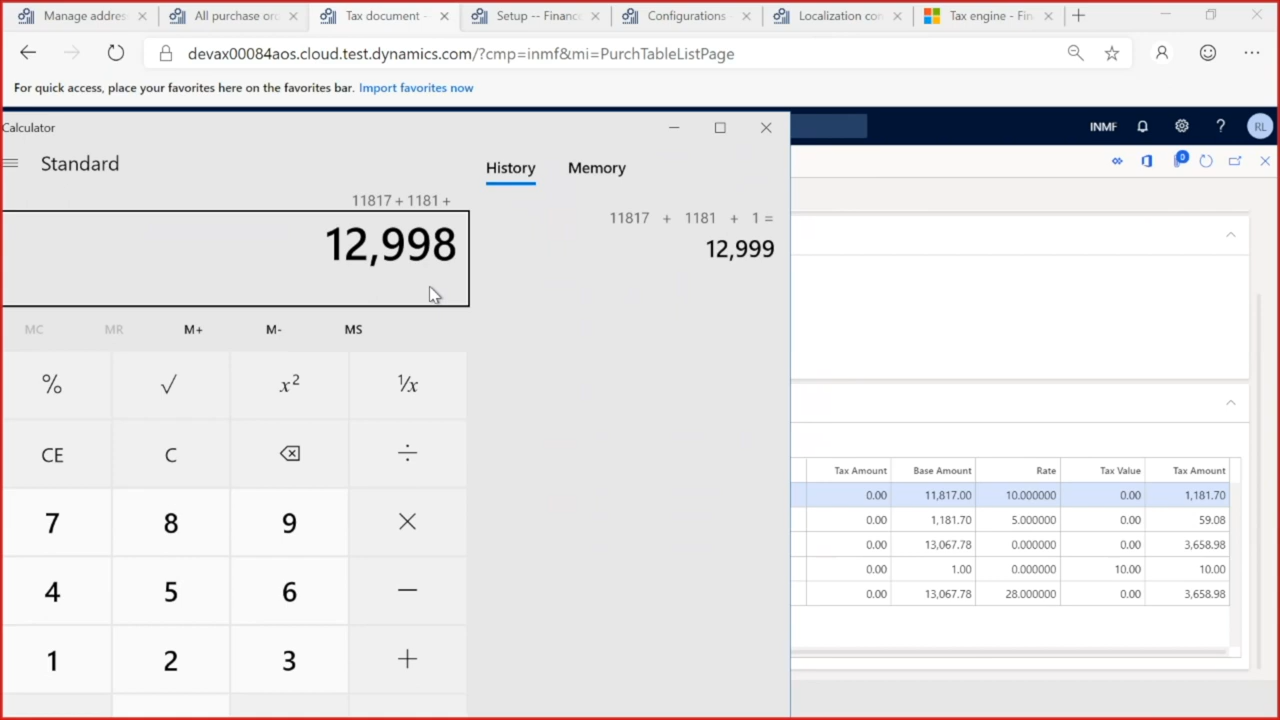 Manage addres
All purchase orc
Tax document -
Setup -- Financ
Configurations -
Localization con
Tax engine - Fin
devax00084aos.cloud.test.dynamics.com/?cmp=inmf&mi=PurchTableListPage
For quick access, place your favorites here on the favorites bar. Import favorites now
Calculator
INMF
?
RL
Standard
History Memory
0
11817 + 1181 +
12,998
11817 + 1181 + 1 =
12,999
MC MR M+ M- MS
% √ x² ⅟x
CE C ÷
7 8 9 ×
4 5 6 −
1 2 3 +
Tax Amount Base Amount Rate Tax Value Tax Amount
0.00 11,817.00 10.000000 0.00 1,181.70
0.00 1,181.70 5.000000 0.00 59.08
0.00 13,067.78 0.000000 0.00 3,658.98
0.00 1.00 0.000000 10.00 10.00
0.00 13,067.78 28.000000 0.00 3,658.98